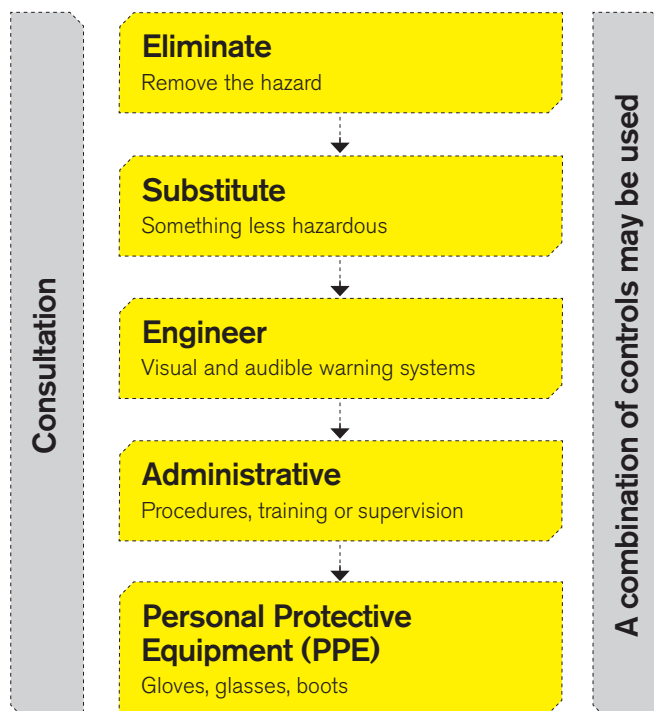 Consultation
Eliminate
Remove the hazard
Substitute
Something less hazardous
Engineer
Visual and audible warning systems
Administrative
Procedures, training or supervision
Personal Protective
Equipment (PPE)
Gloves, glasses, boots
A combination of controls may be used